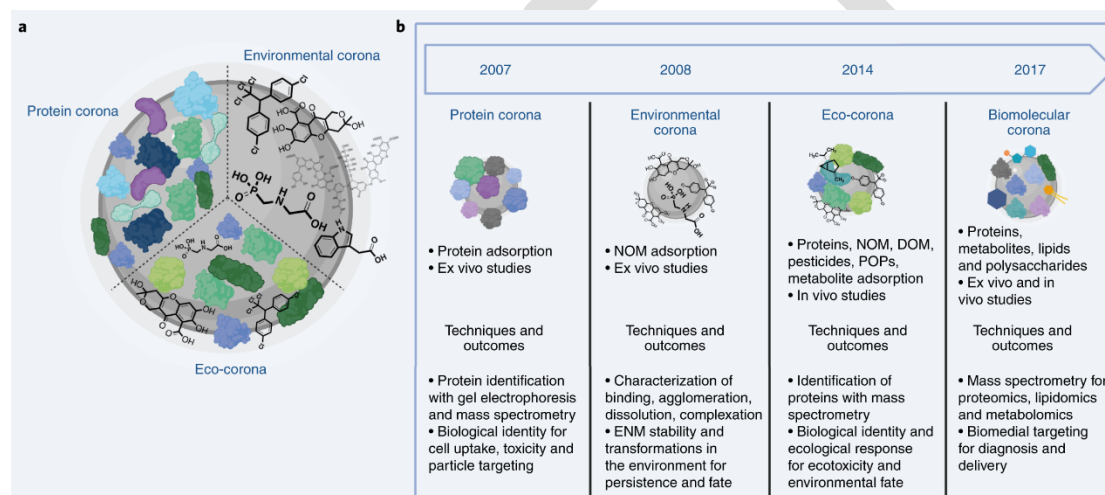 a
Environmental corona
Protein corona
Eco-corona
b
2007
2008
2014
2017
Protein corona
• Protein adsorption
• Ex vivo studies
Techniques and
outcomes
• Protein identification
with gel electrophoresis
and mass spectrometry
• Biological identity for
cell uptake, toxicity and
particle targeting
Environmental
corona
• NOM adsorption
• Ex vivo studies
Techniques and
outcomes
• Characterization of
binding, agglomeration,
dissolution, complexation
• ENM stability and
transformations in
the environment for
persistence and fate
Eco-corona
• Proteins, NOM, DOM,
pesticides, POPs,
metabolite adsorption
• In vivo studies
Techniques and
outcomes
• Identification of
proteins with mass
spectrometry
• Biological identity and
ecological response
for ecotoxicity and
environmental fate
Biomolecular
corona
• Proteins,
metabolites, lipids
and polysaccharides
• Ex vivo and in
vivo studies
Techniques and
outcomes
• Mass spectrometry for
proteomics, lipidomics
and metabolomics
• Biomedial targeting
for diagnosis and
delivery